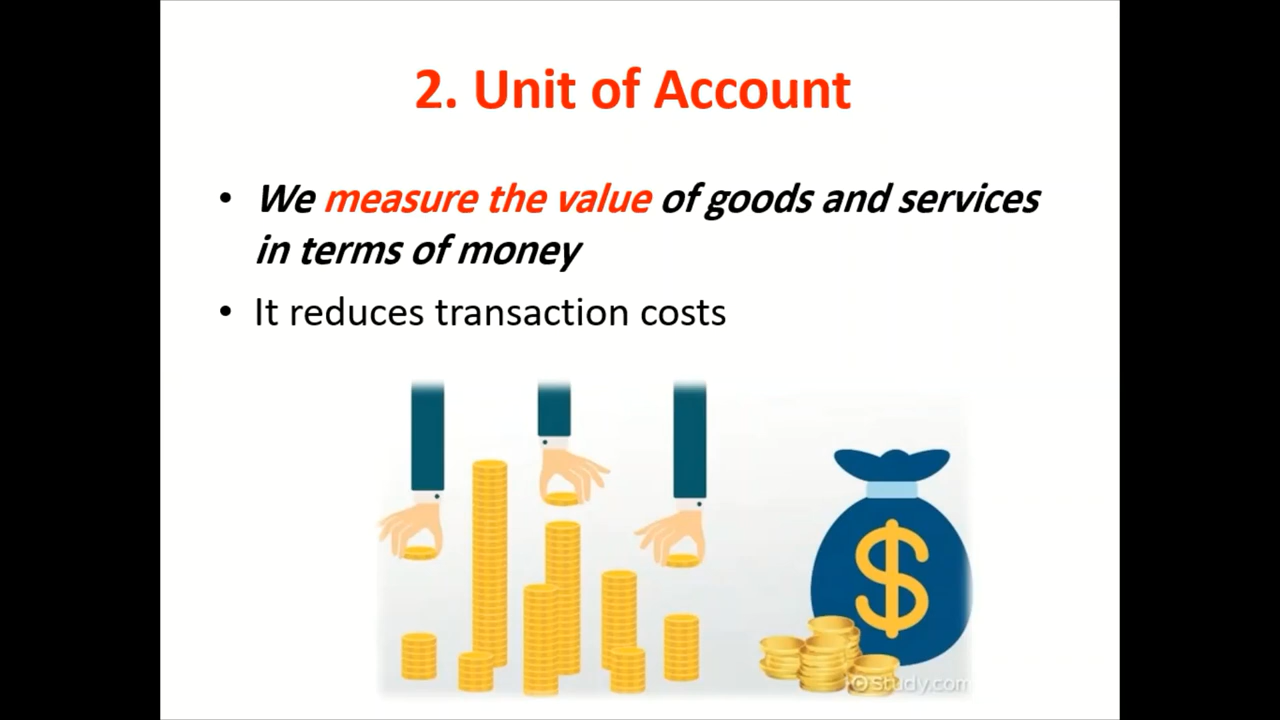 2. Unit of Account
• We measure the value of goods and services
in terms of money
• It reduces transaction costs
$
Study.com